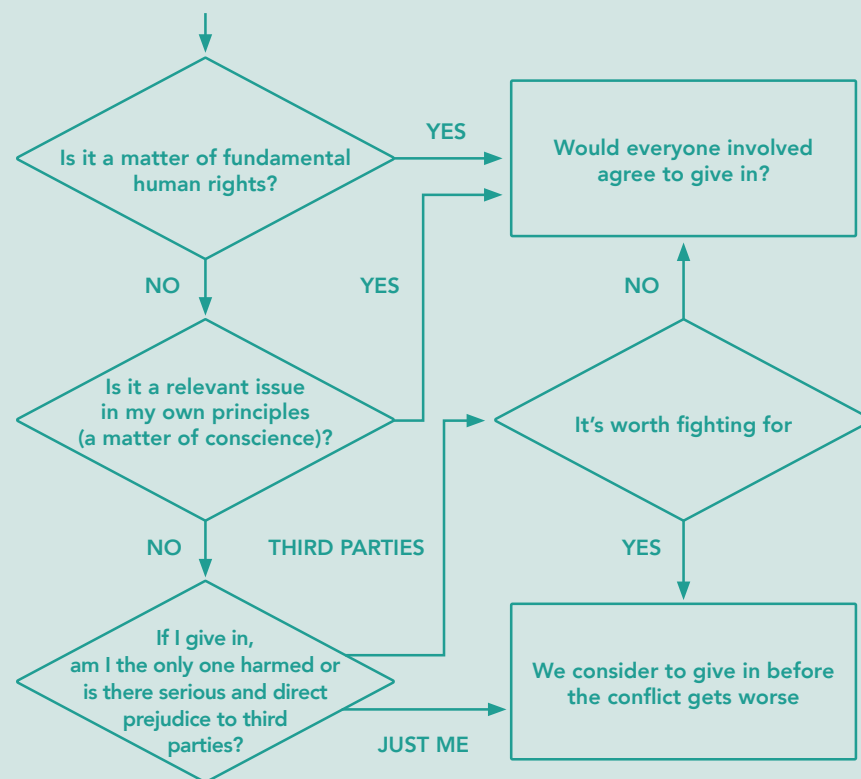 Is it a matter of fundamental
human rights?
YES
Would everyone involved
agree to give in?
NO
YES
NO
Is it a relevant issue
in my own principles
(a matter of conscience)?
It's worth fighting for
NO
THIRD PARTIES
YES
If I give in,
am I the only one harmed or
is there serious and direct
prejudice to third
parties?
We consider to give in before
the conflict gets worse
JUST ME